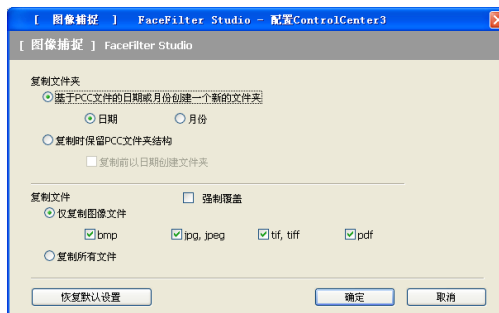 [ 图像捕捉 ] FaceFilter Studio - 配置ControlCenter3
[ 图像捕捉 ] FaceFilter Studio
复制文件夹
基于PCC文件的日期或月份创建一个新的文件夹
日期 月份
复制时保留PCC文件夹结构
复制前以日期创建文件夹
复制文件 强制覆盖
仅复制图像文件
bmp jpg, jpeg tif, tiff pdf
复制所有文件
恢复默认设置 确定 取消